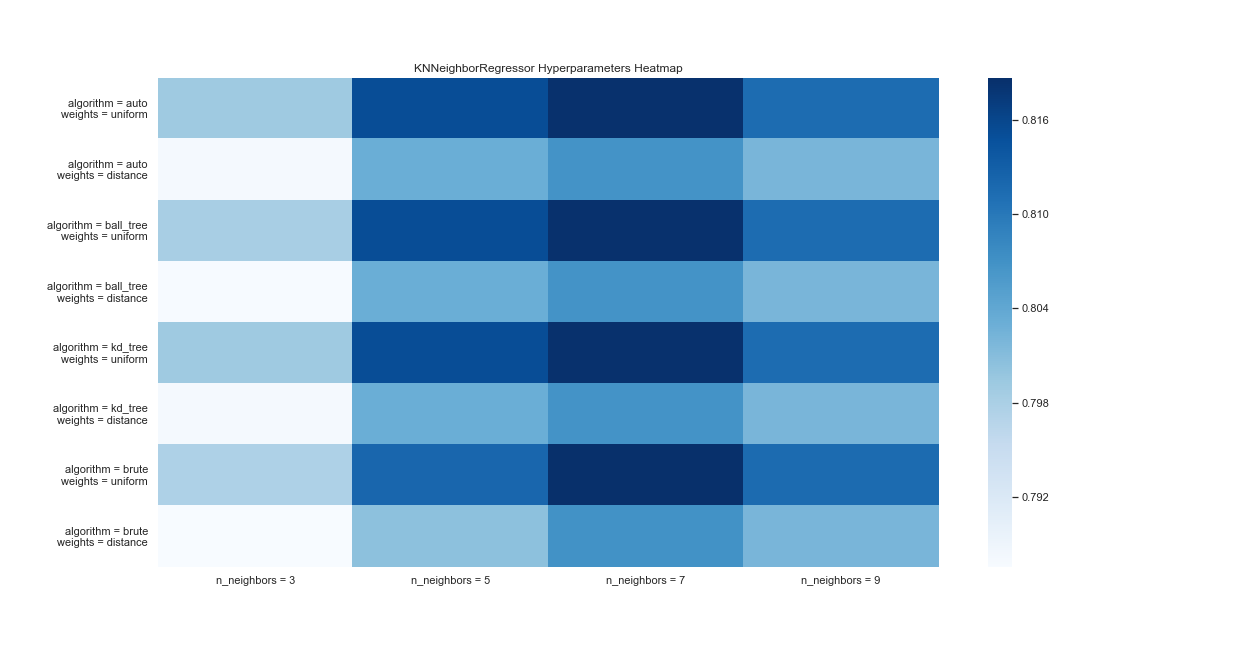 KNNeighborRegressor Hyperparameters Heatmap
algorithm = auto
weights = uniform
algorithm = auto
weights = distance
algorithm = ball_tree
weights = uniform
algorithm = ball_tree
weights = distance
algorithm = kd_tree
weights = uniform
algorithm = kd_tree
weights = distance
algorithm = brute
weights = uniform
algorithm = brute
weights = distance
n_neighbors = 3
n_neighbors = 5
n_neighbors = 7
n_neighbors = 9
0.816
0.810
0.804
0.798
0.792